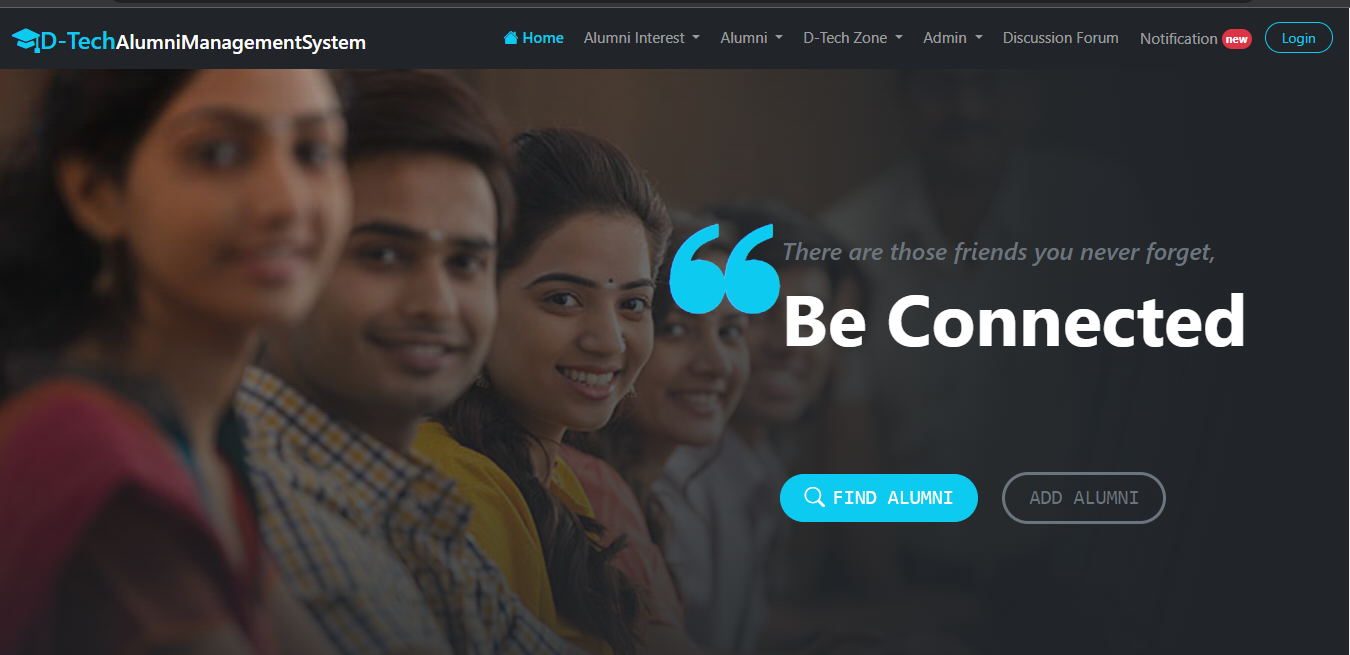 D-TechAlumniManagementSystem
Home Alumni Interest Alumni D-Tech Zone Admin Discussion Forum Notification new Login
There are those friends you never forget,
Be Connected
FIND ALUMNI ADD ALUMNI